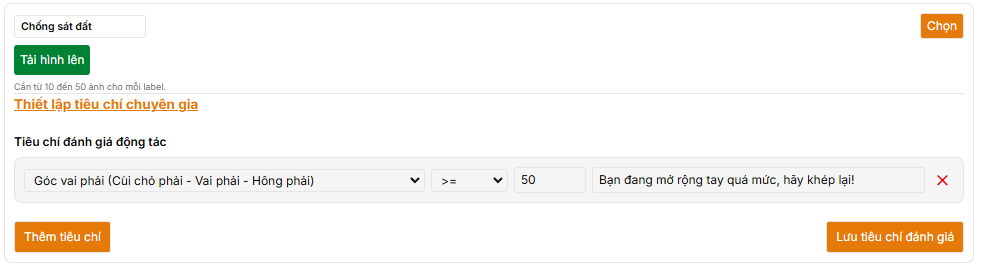 Chống sát đất
Chọn
Tải hình lên
Cần từ 10 đến 50 ảnh cho mỗi label.
Thiết lập tiêu chí chuyên gia
Tiêu chí đánh giá động tác
Góc vai phải (Cùi chỏ phải - Vai phải - Hông phải) >= 50 Bạn đang mở rộng tay quá mức, hãy khép lại!
Thêm tiêu chí
Lưu tiêu chí đánh giá